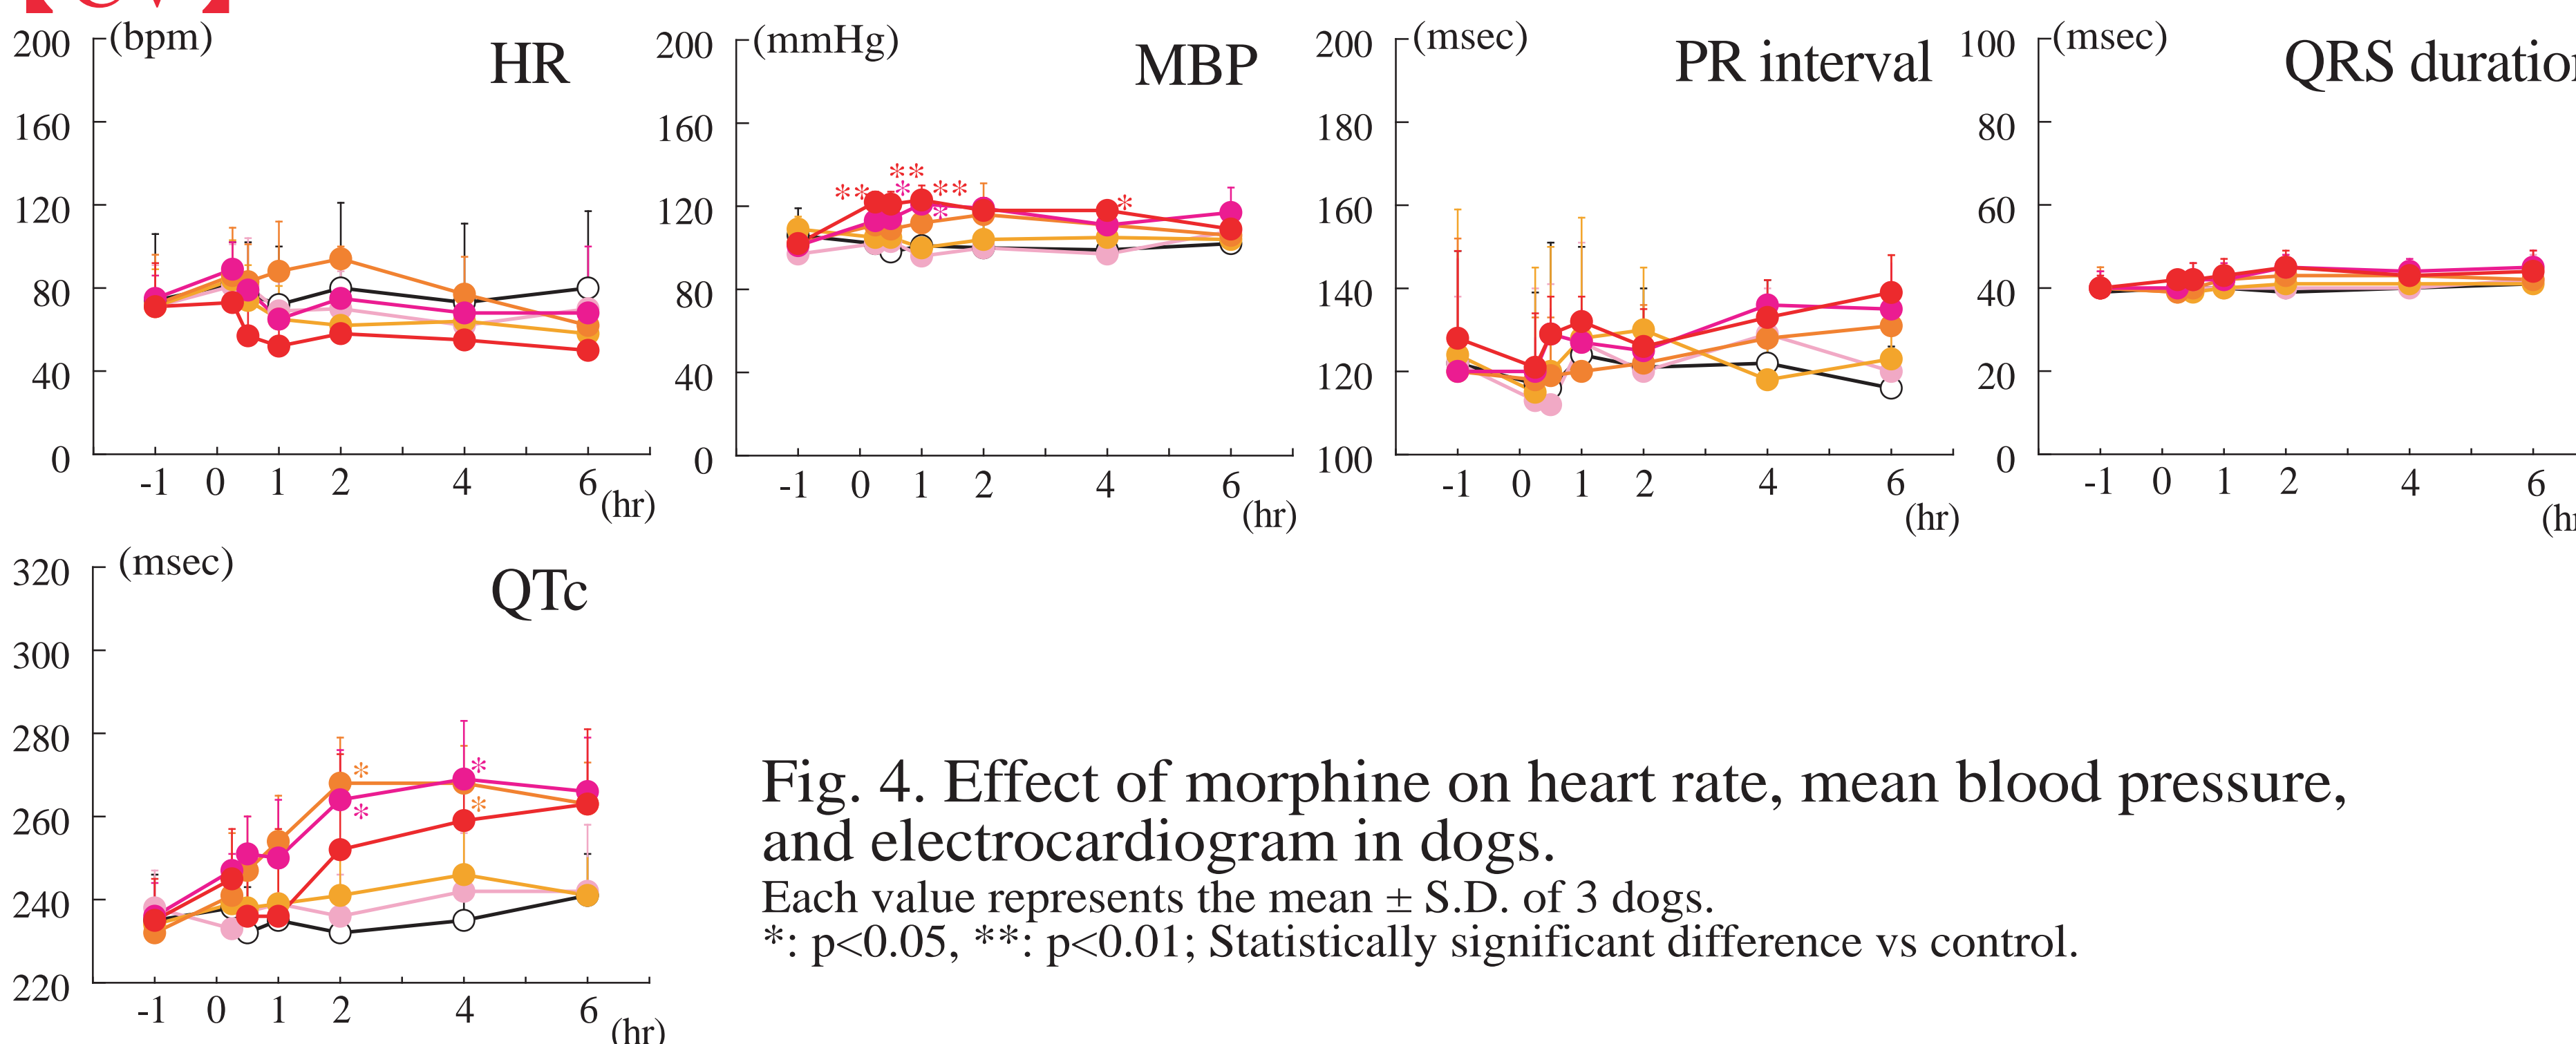 (bpm)
HR
200
160
120
80
40
0
-1 0 1 2 4 6
(hr)
(mmHg)
MBP
200
160
120
80
40
0
** ** * ** * *
-1 0 1 2 4 6
(hr)
(msec)
PR interval
200
180
160
140
120
100
-1 0 1 2 4 6
(hr)
(msec)
QRS duration
100
80
60
40
20
0
-1 0 1 2 4 6
(msec)
QTc
320
300
280
260
240
220
* * * *
-1 0 1 2 4 6
(hr)
Fig. 4. Effect of morphine on heart rate, mean blood pressure,
and electrocardiogram in dogs.
Each value represents the mean ± S.D. of 3 dogs.
*: p<0.05, **: p<0.01; Statistically significant difference vs control.